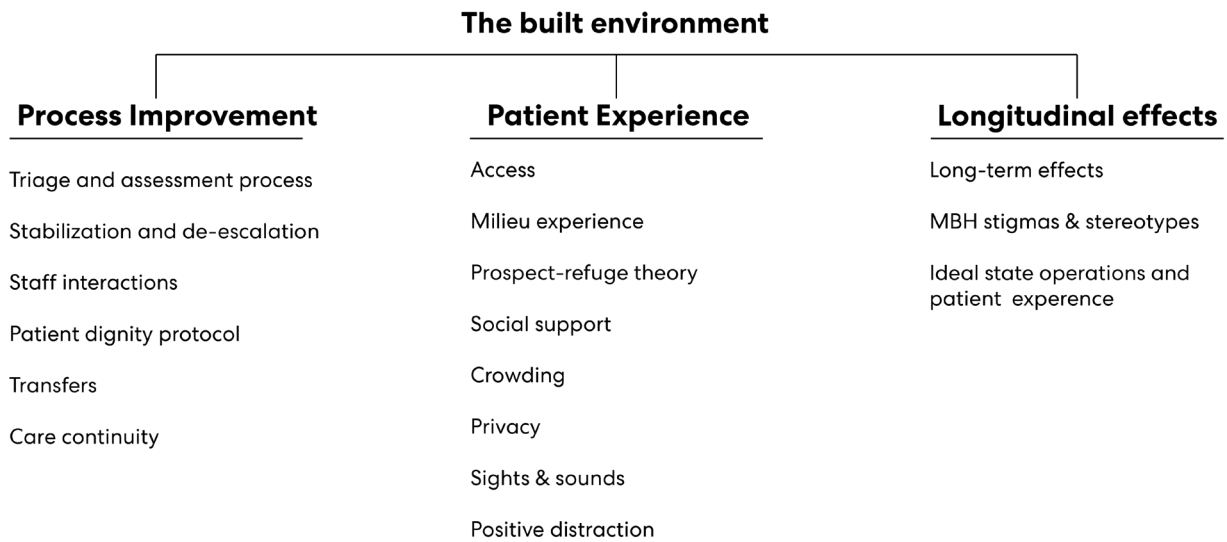 The built environment
Process Improvement
Triage and assessment process
Stabilization and de-escalation
Staff interactions
Patient dignity protocol
Transfers
Care continuity
Patient Experience
Access
Milieu experience
Prospect-refuge theory
Social support
Crowding
Privacy
Sights & sounds
Positive distraction
Longitudinal effects
Long-term effects
MBH stigmas & stereotypes
Ideal state operations and
patient experence